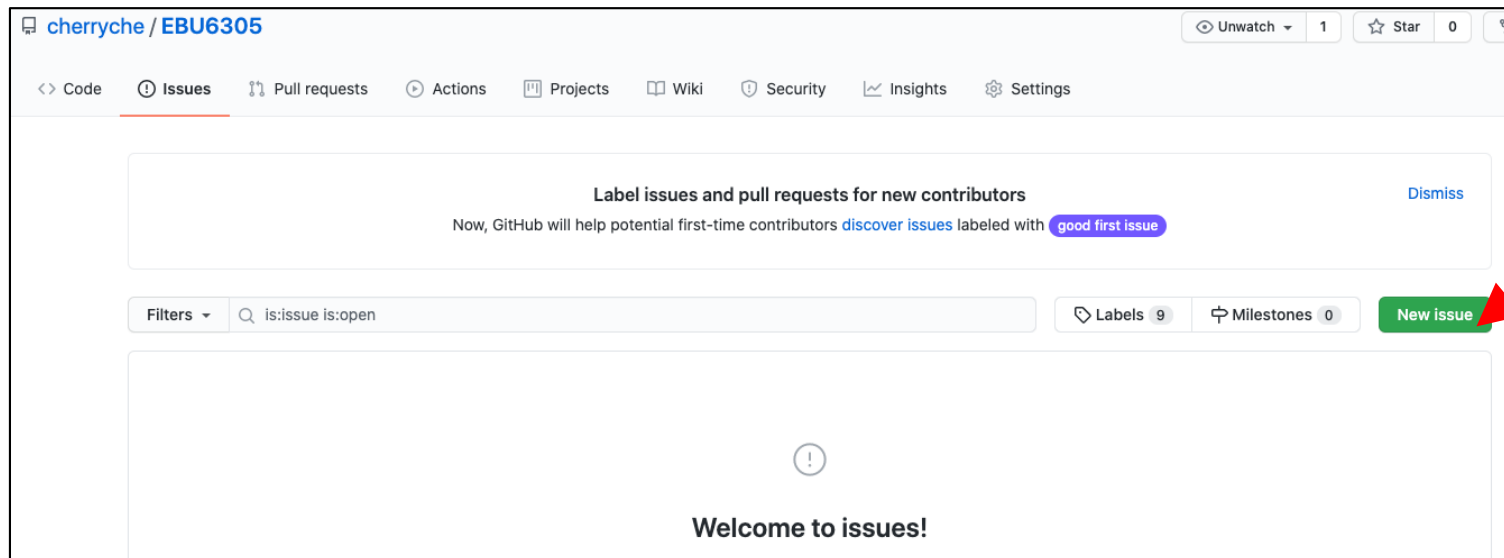 cherryche / EBU6305
Unwatch 1 Star 0
Code Issues Pull requests Actions Projects Wiki Security Insights Settings
Label issues and pull requests for new contributors
Dismiss
Now, GitHub will help potential first-time contributors discover issues labeled with good first issue
Filters is:issue is:open Labels 9 Milestones 0 New issue
Welcome to issues!